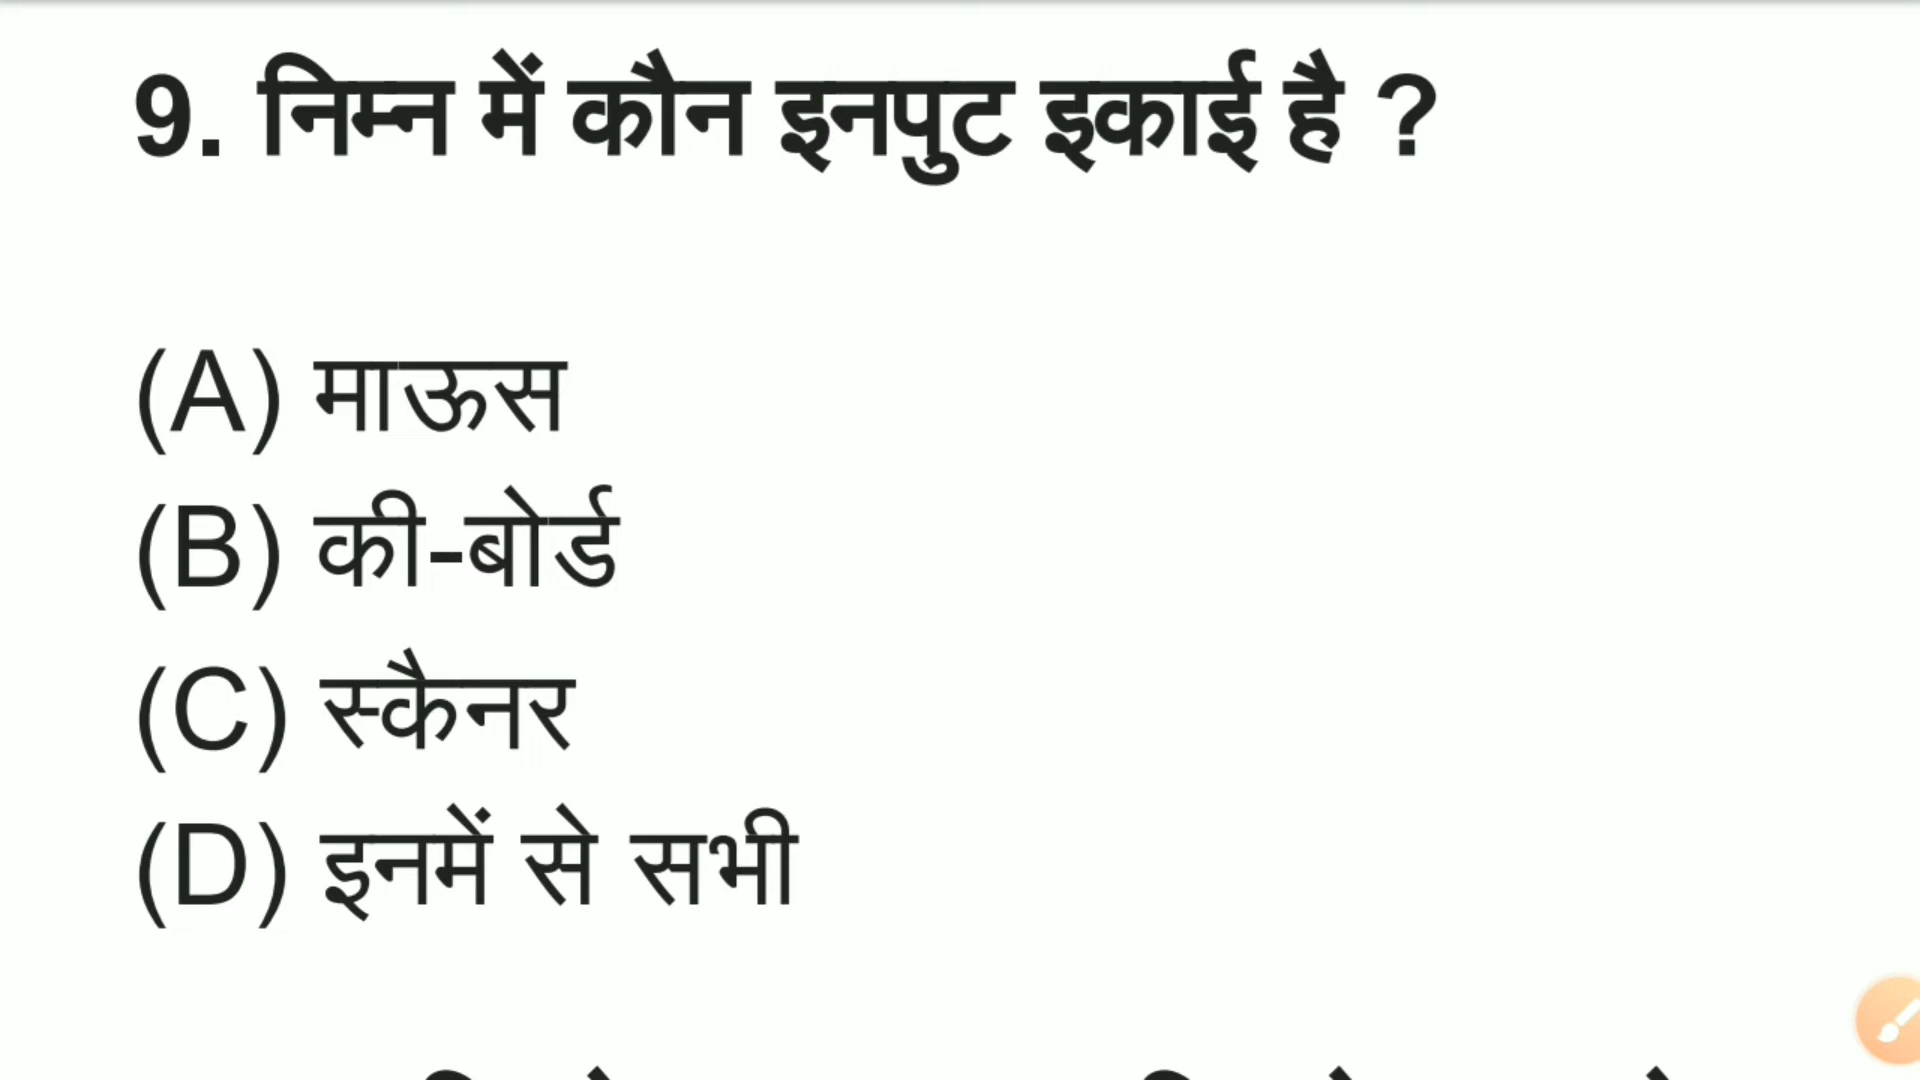 9. निम्न में कौन इनपुट इकाई है ?
(A) माऊस
(B) की-बोर्ड
(C) स्कैनर
(D) इनमें से सभी